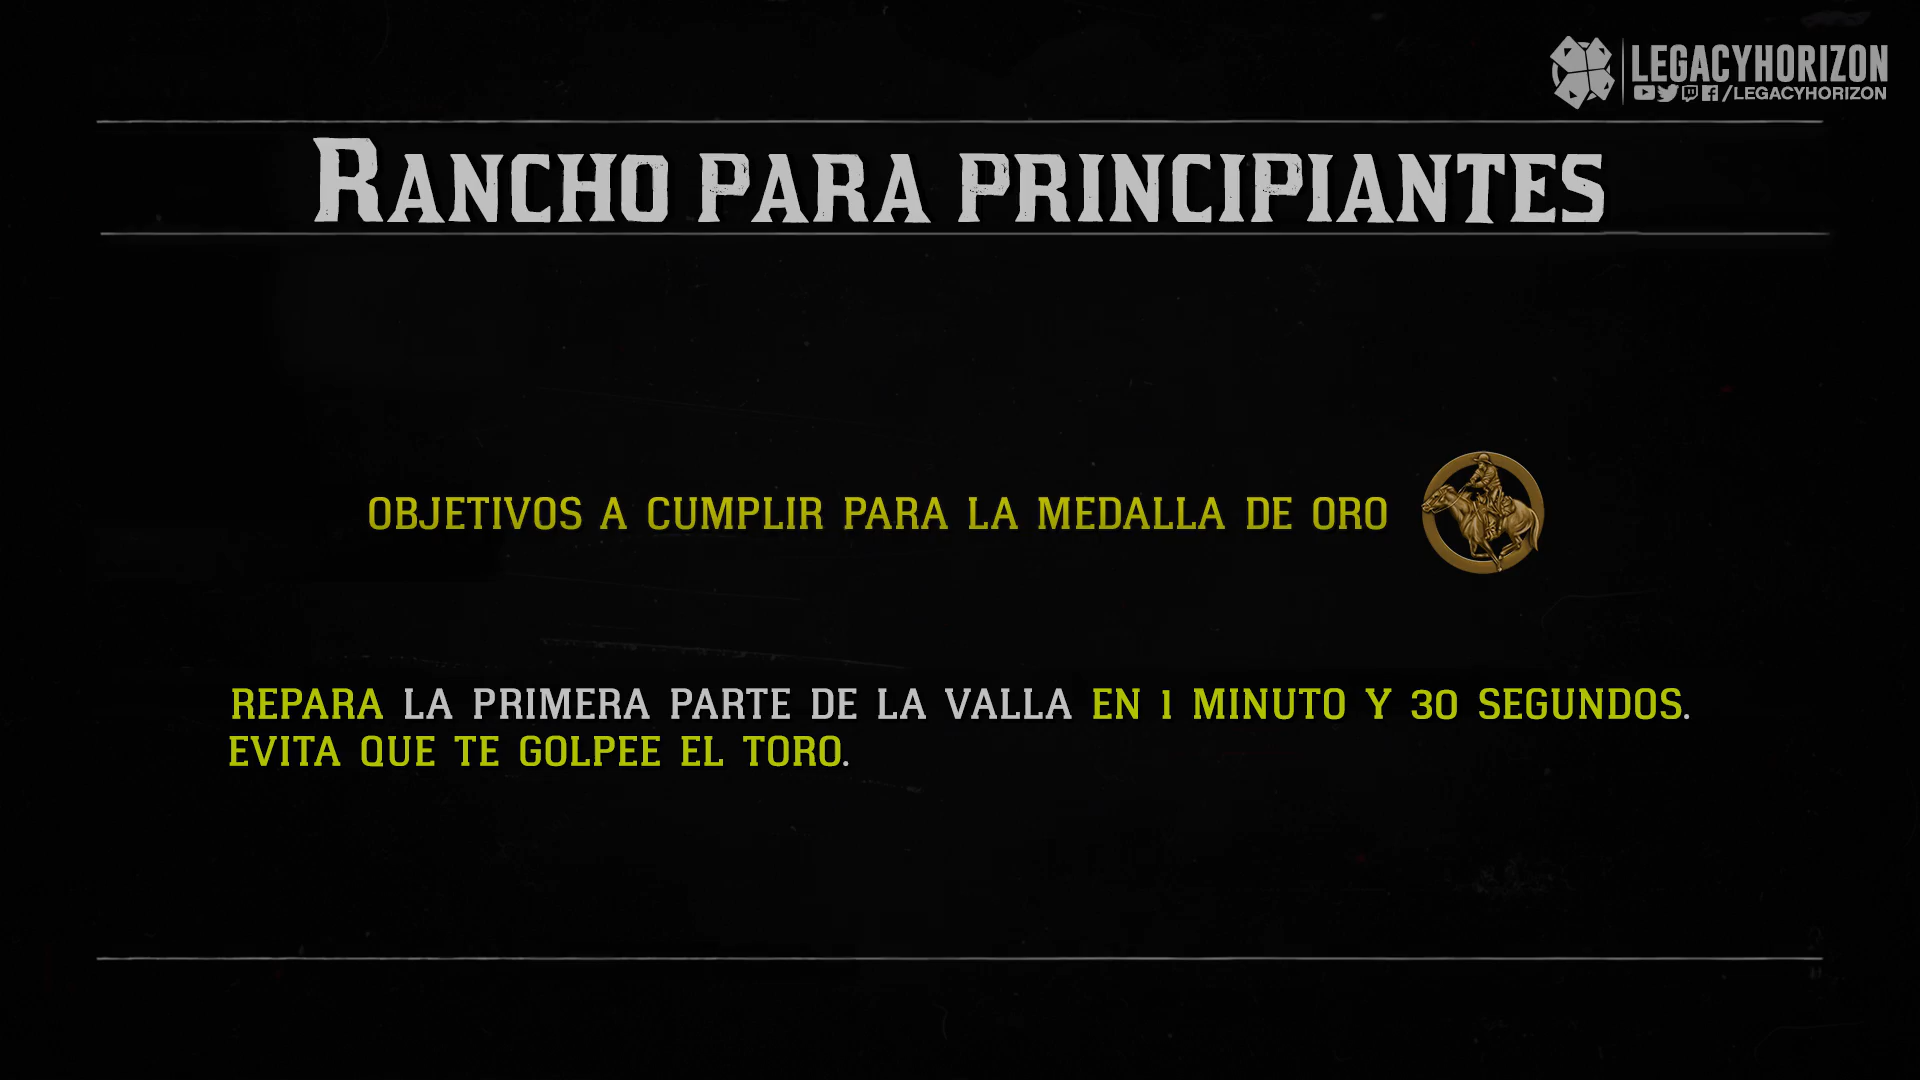 LEGACYHORIZON
/LEGACYHORIZON
RANCHO PARA PRINCIPIANTES
OBJETIVOS A CUMPLIR PARA LA MEDALLA DE ORO
REPARA LA PRIMERA PARTE DE LA VALLA EN 1 MINUTO Y 30 SEGUNDOS.
EVITA QUE TE GOLPEE EL TORO.